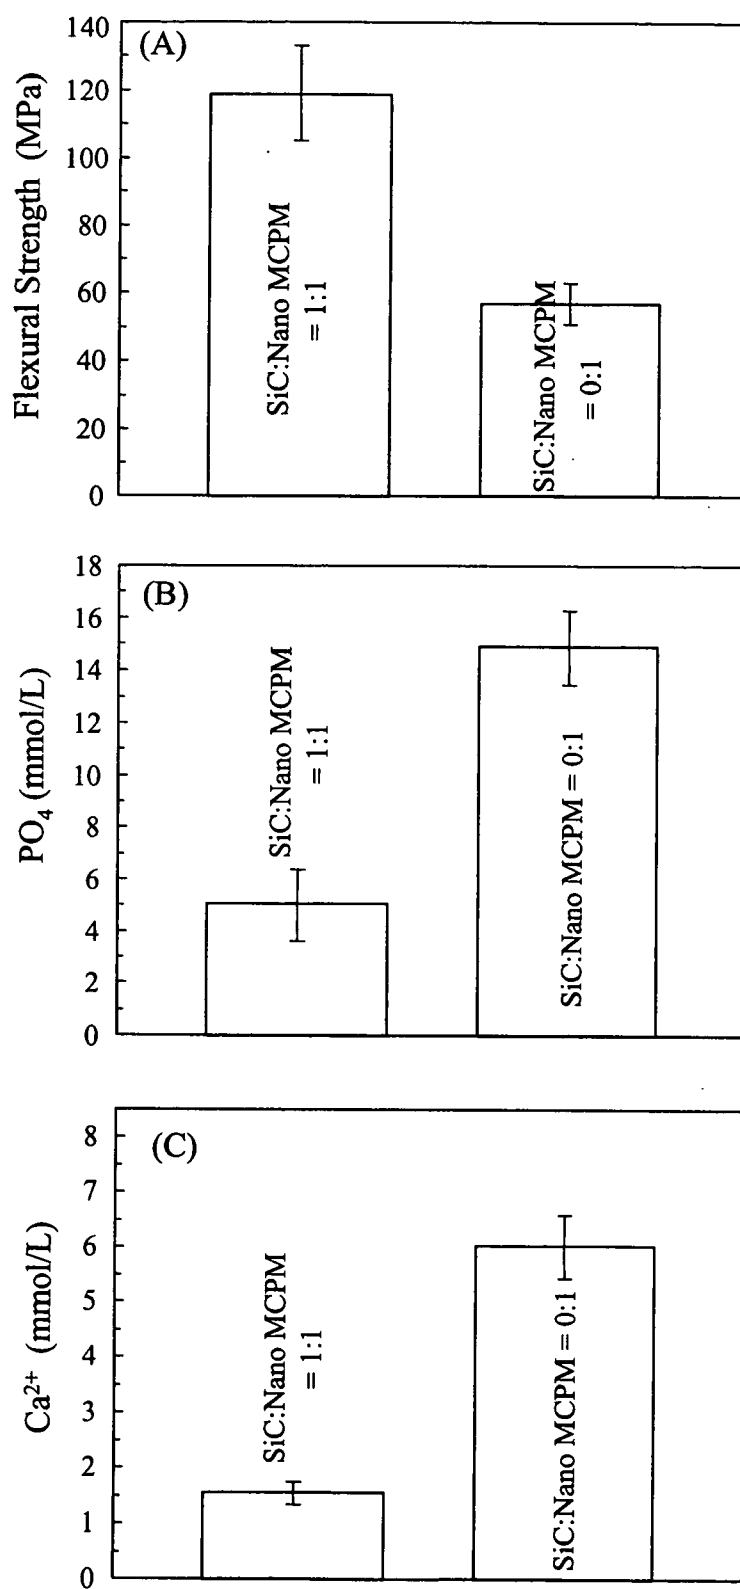 (A)
Flexural Strength (MPa)
140
120
100
80
60
40
20
0
SiC:Nano MCPM
= 1:1
SiC:Nano MCPM
= 0:1
(B)
PO₄ (mmol/L)
18
16
14
12
10
8
6
4
2
0
SiC:Nano MCPM
= 1:1
SiC:Nano MCPM = 0:1
(C)
Ca²⁺ (mmol/L)
8
7
6
5
4
3
2
1
0
SiC:Nano MCPM
= 1:1
SiC:Nano MCPM = 0:1